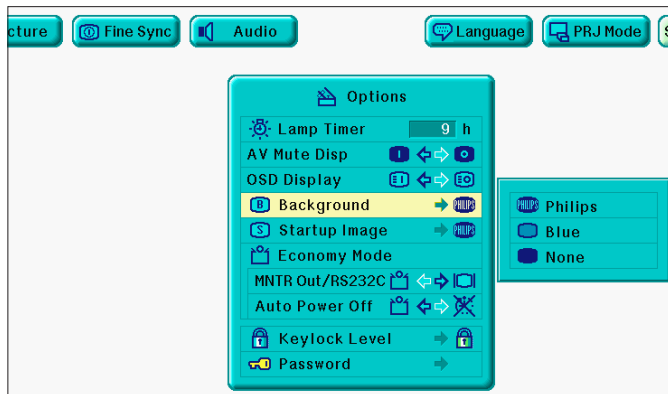 cture Fine Sync Audio Language PRJ Mode S
Options
Lamp Timer 9 h
AV Mute Disp
OSD Display
B Background PHILIPS
S Startup Image PHILIPS
Economy Mode
MNTR Out/RS232C
Auto Power Off
Keylock Level
Password
PHILIPS Philips
Blue
None